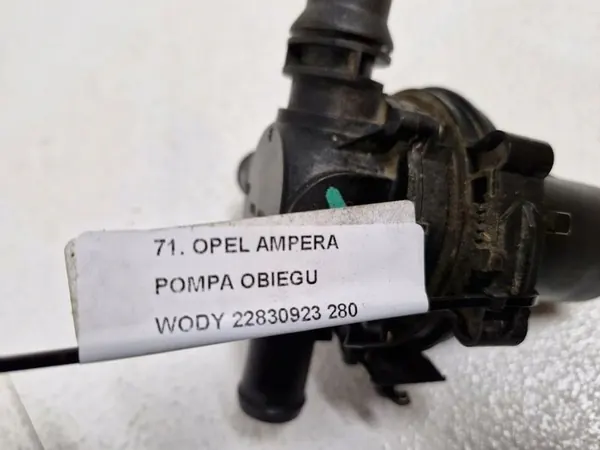 71. OPEL AMPERA
POMPA OBIEGU
WODY 22830923 280